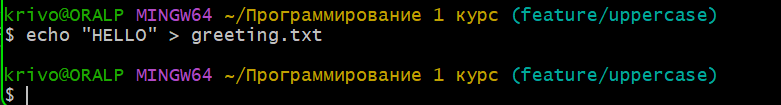 krivo@ORALP MINGW64 ~/Программирование 1 курс (feature/uppercase)
$ echo "HELLO" > greeting.txt
krivo@ORALP MINGW64 ~/Программирование 1 курс (feature/uppercase)
$